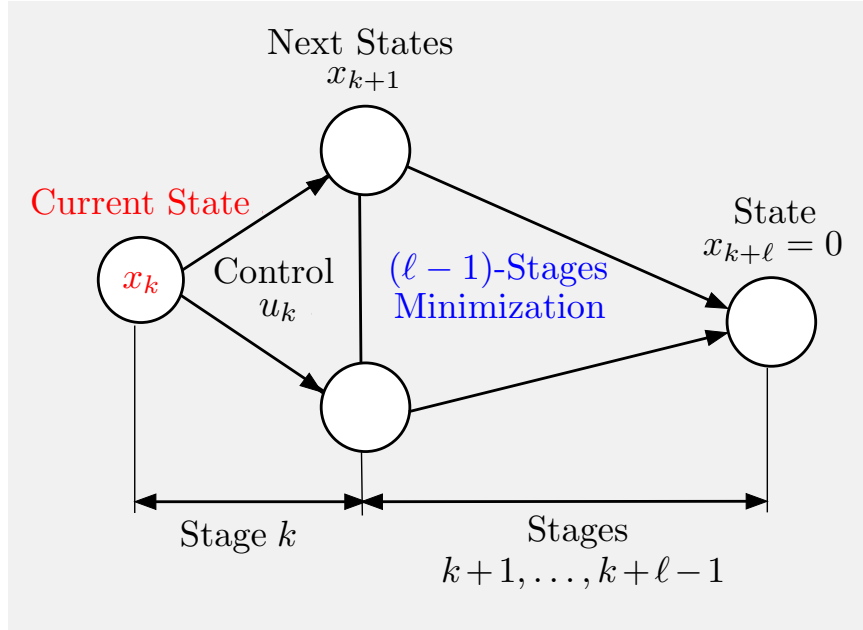 Next States
x_{k+1}
Current State
State
x_{k+ℓ} = 0
x_k
Control
u_k
(ℓ − 1)-Stages
Minimization
Stage k
Stages
k+1, . . . , k+ℓ−1